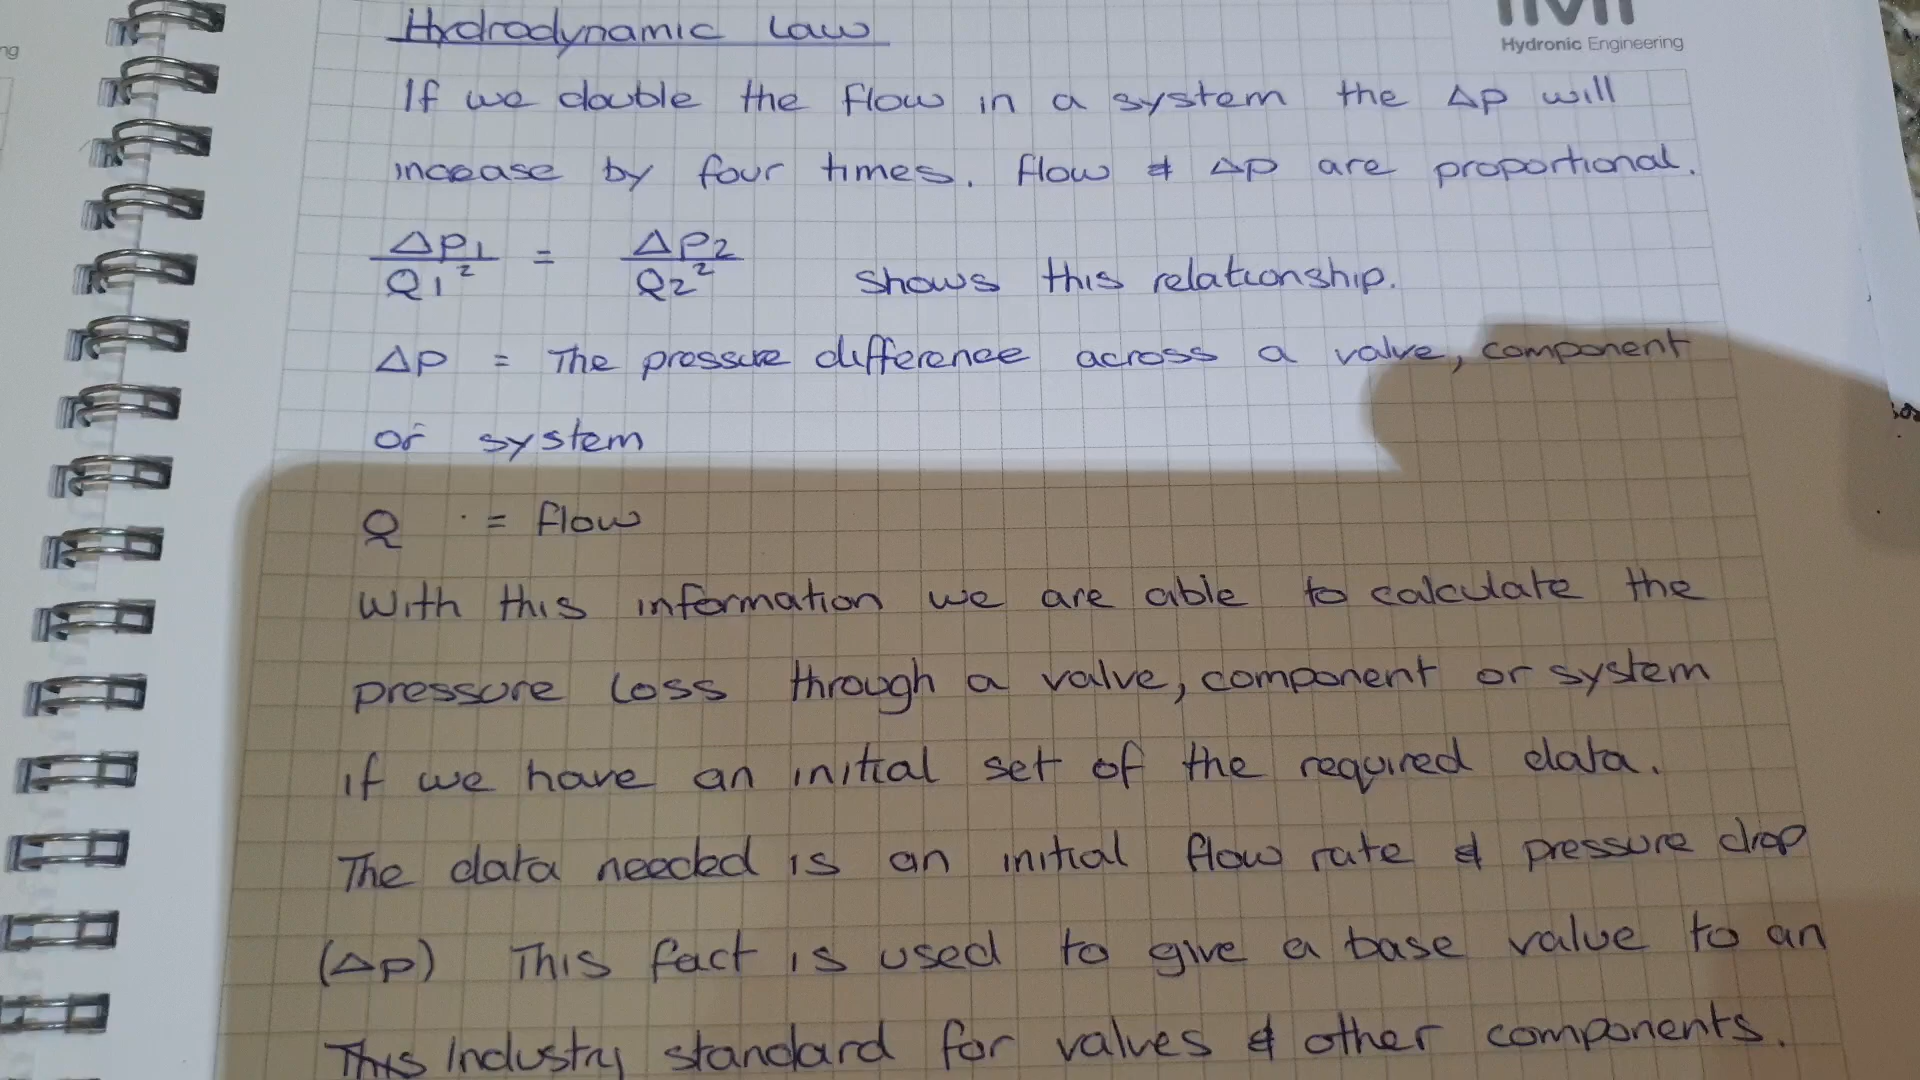 Hydrodynamic Law
Hydronic Engineering
If we double the flow in a system the Δp will
increase by four times. Flow & Δp are proportional.
ΔP1 / Q1² = ΔP2 / Q2² shows this relationship.
Δp = The pressure difference across a valve, component
or system
Q = flow
With this information we are able to calculate the
pressure loss through a valve, component or system
if we have an initial set of the required data.
The data needed is an initial flow rate & pressure drop
(Δp) This fact is used to give a base value to an
This Industry standard for valves & other components.